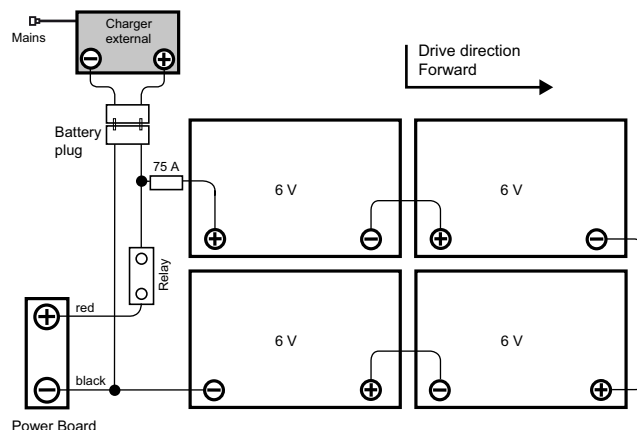 Charger
external
Mains
Drive direction
Forward
Battery
plug
75 A
6 V
6 V
Relay
red
6 V
6 V
black
Power Board